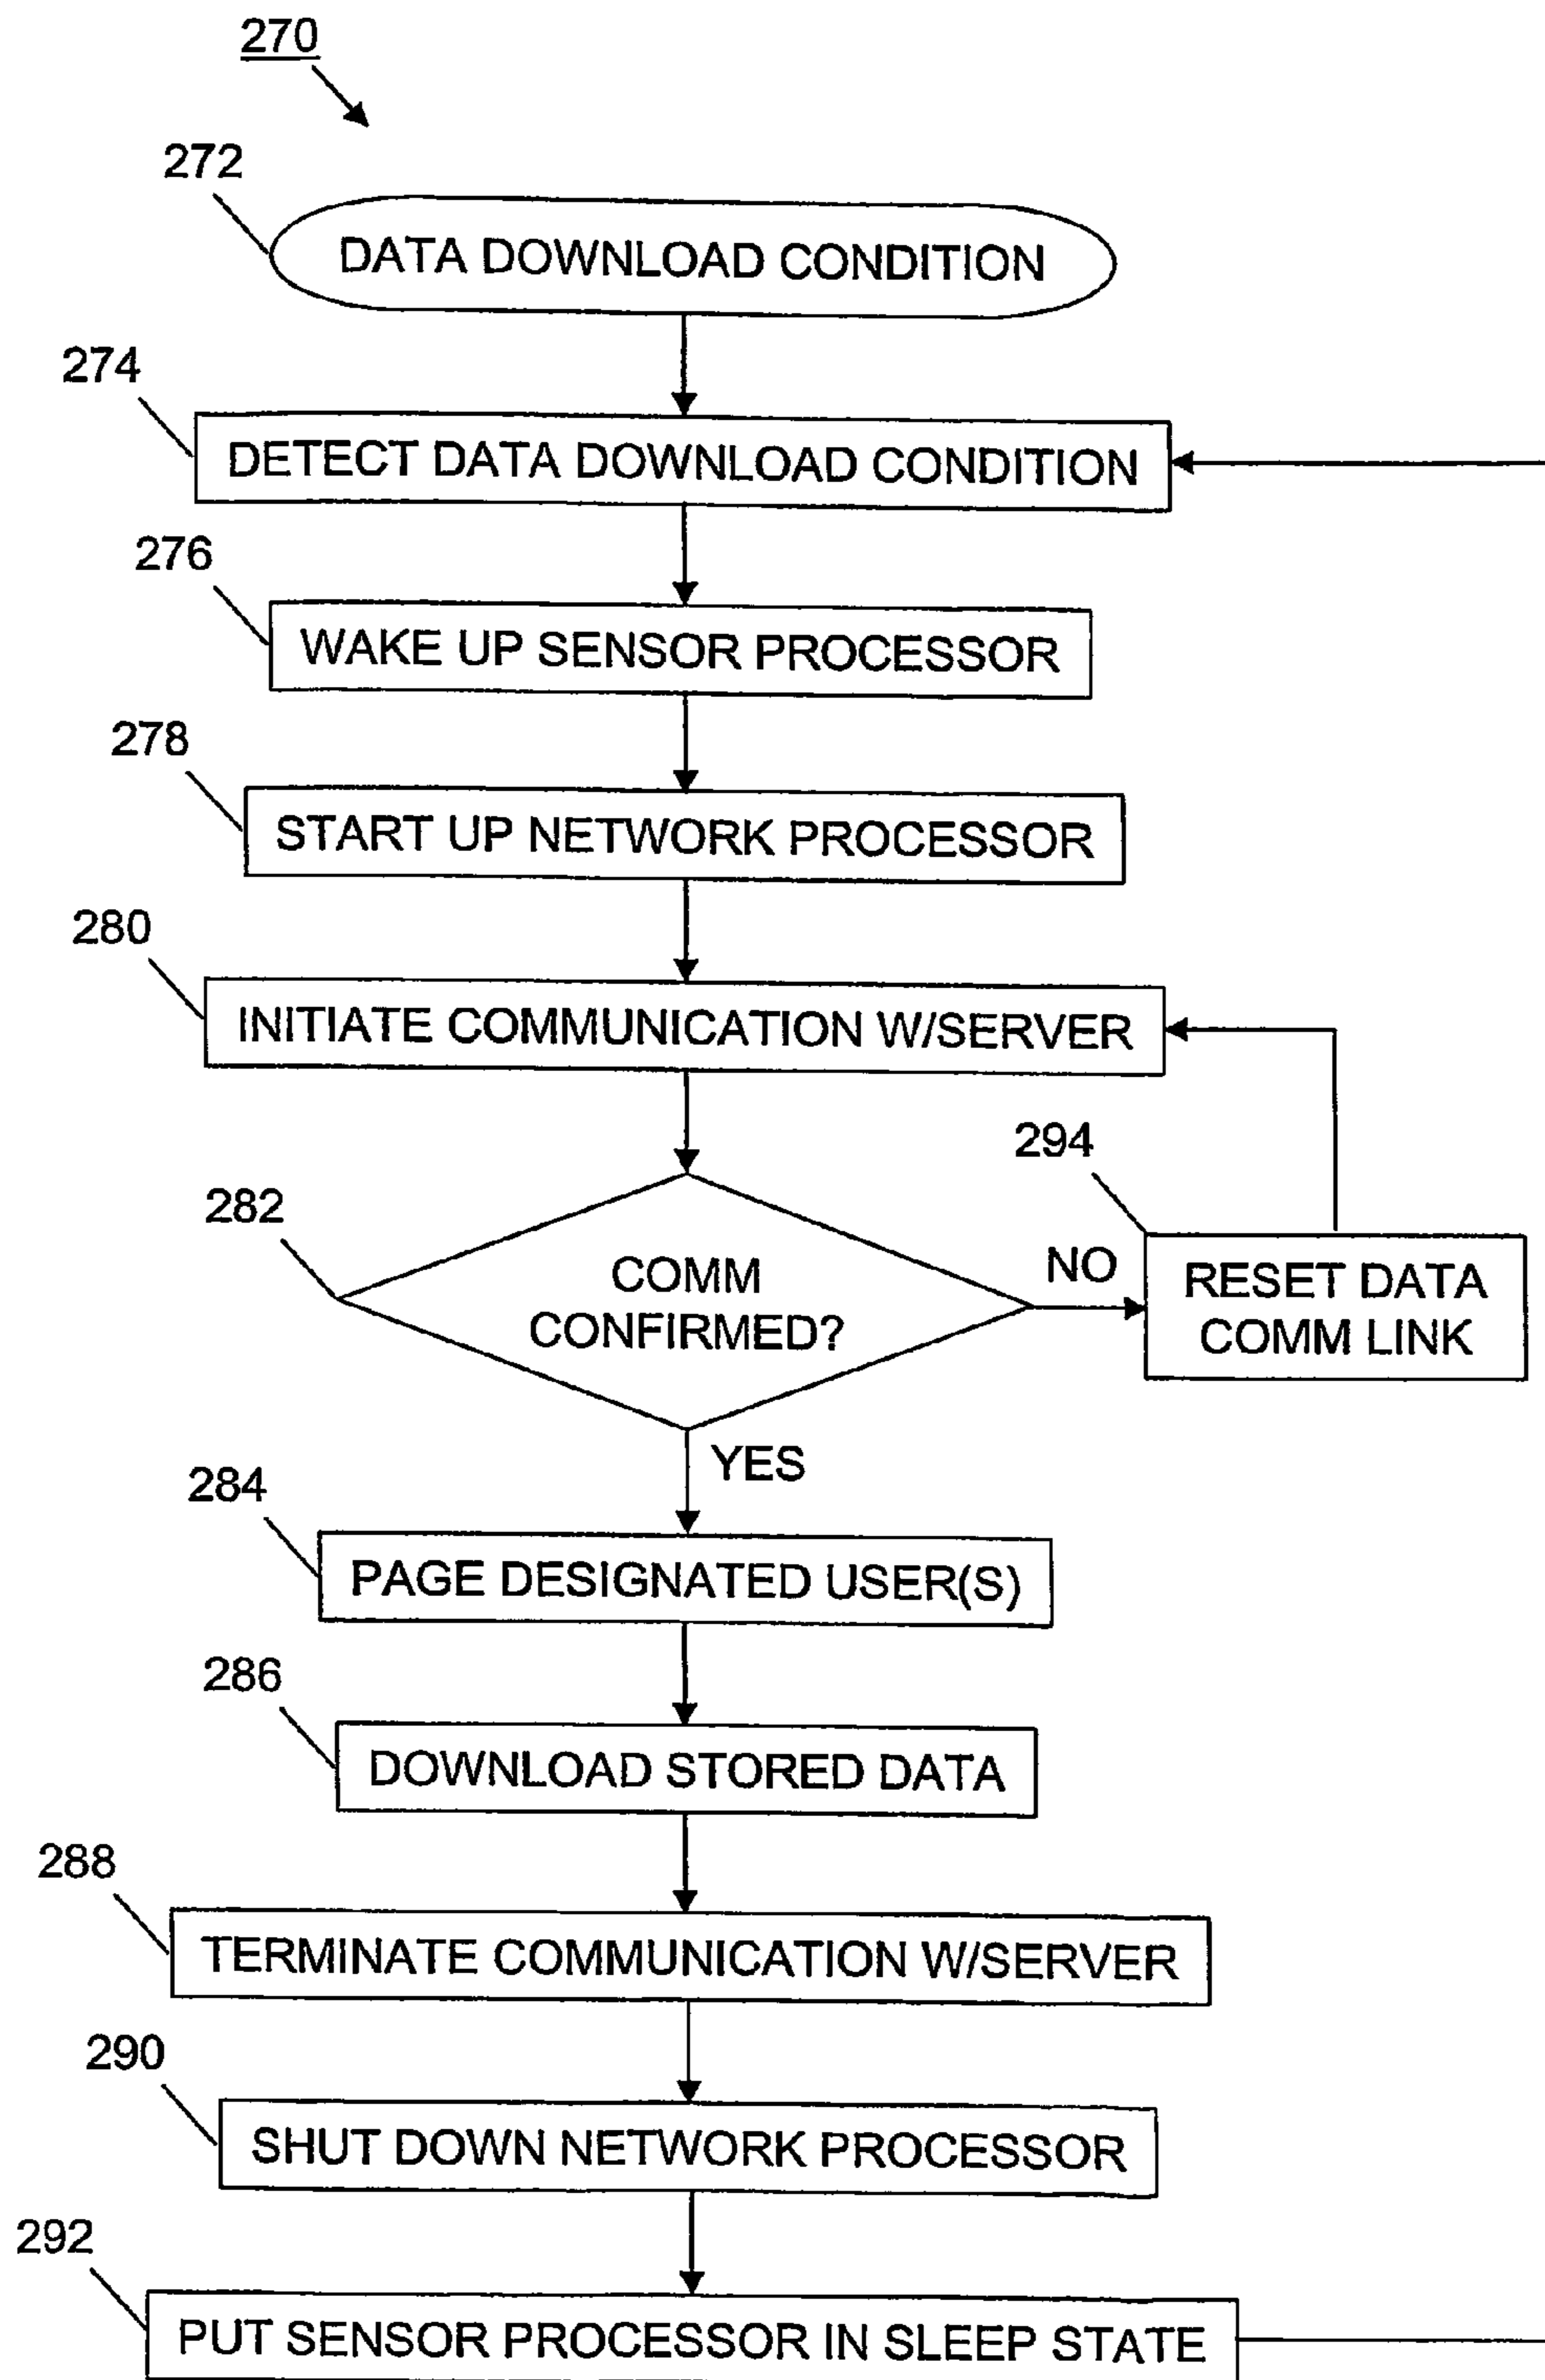 270
272
DATA DOWNLOAD CONDITION
274
DETECT DATA DOWNLOAD CONDITION
276
WAKE UP SENSOR PROCESSOR
278
START UP NETWORK PROCESSOR
280
INITIATE COMMUNICATION W/SERVER
282
COMM
CONFIRMED?
NO
294
RESET DATA
COMM LINK
YES
284
PAGE DESIGNATED USER(S)
286
DOWNLOAD STORED DATA
288
TERMINATE COMMUNICATION W/SERVER
290
SHUT DOWN NETWORK PROCESSOR
292
PUT SENSOR PROCESSOR IN SLEEP STATE